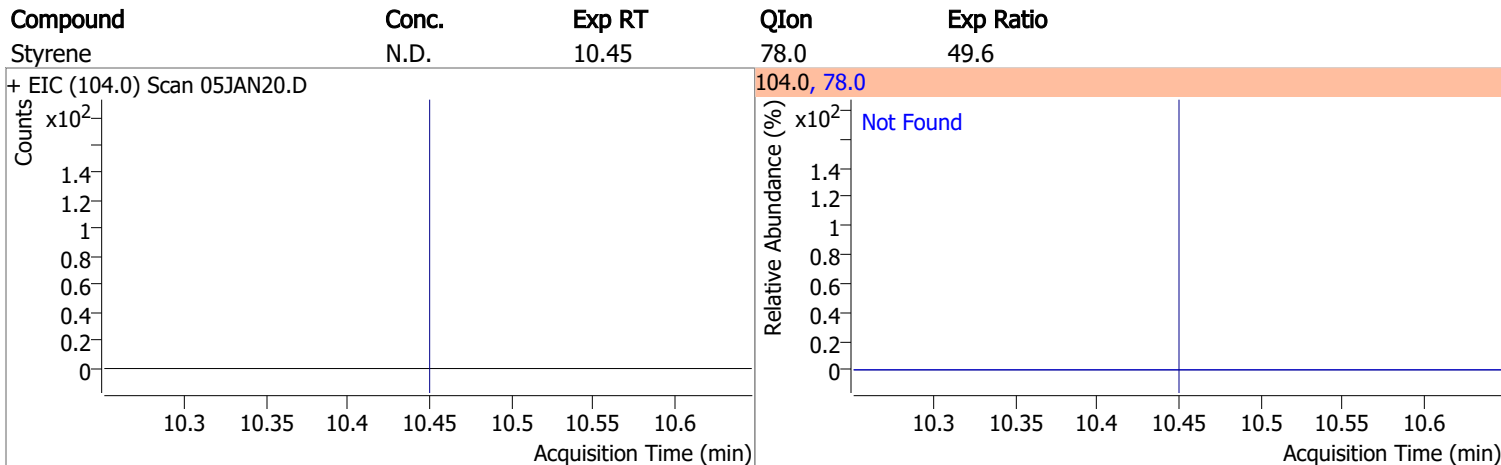 Compound Conc. Exp RT QIon Exp Ratio
Styrene N.D. 10.45 78.0 49.6
+ EIC (104.0) Scan 05JAN20.D
Counts
x10²
1.4
1.2
1
0.8
0.6
0.4
0.2
0
10.3 10.35 10.4 10.45 10.5 10.55 10.6
Acquisition Time (min)
104.0, 78.0
Relative Abundance (%)
x10²
Not Found
1.4
1.2
1
0.8
0.6
0.4
0.2
0
10.3 10.35 10.4 10.45 10.5 10.55 10.6
Acquisition Time (min)